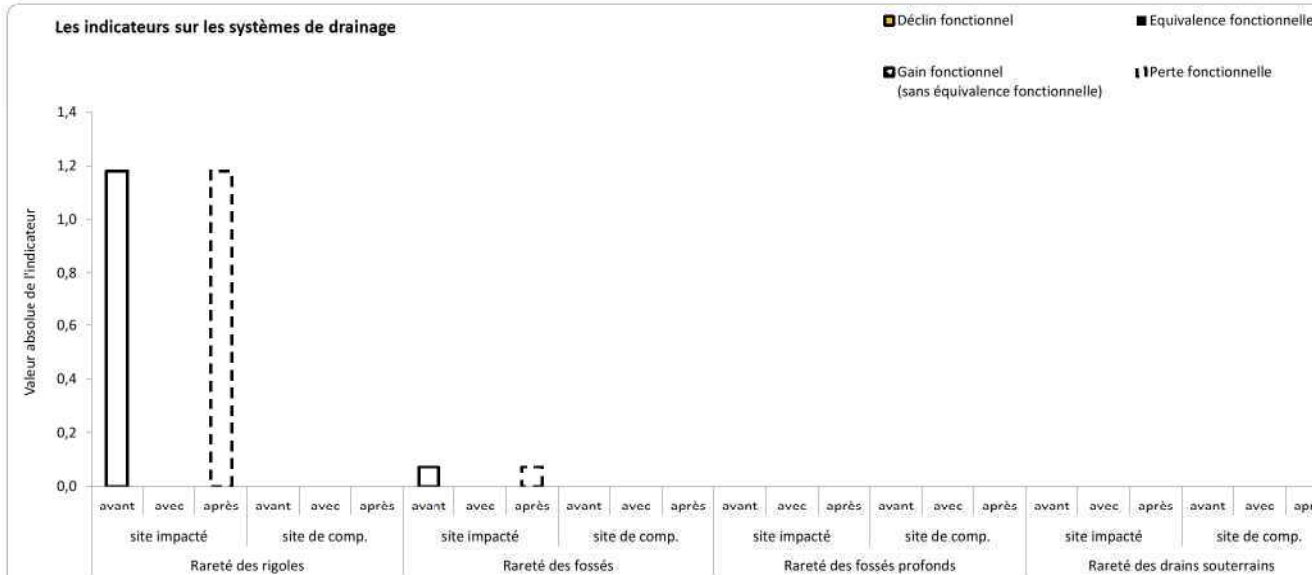 Les indicateurs sur les systèmes de drainage
Déclin fonctionnel
Equivalence fonctionnelle
Gain fonctionnel
(sans équivalence fonctionnelle)
Perte fonctionnelle
Valeur absolue de l'indicateur
1,4
1,2
1,0
0,8
0,6
0,4
0,2
0,0
avant avec après avant avec après avant avec après avant avec après avant avec après avant avec après avant avec après avant avec
site impacté site de comp. site impacté site de comp. site impacté site de comp. site impacté site de comp.
Rareté des rigoles Rareté des fossés Rareté des fossés profonds Rareté des drains souterrains